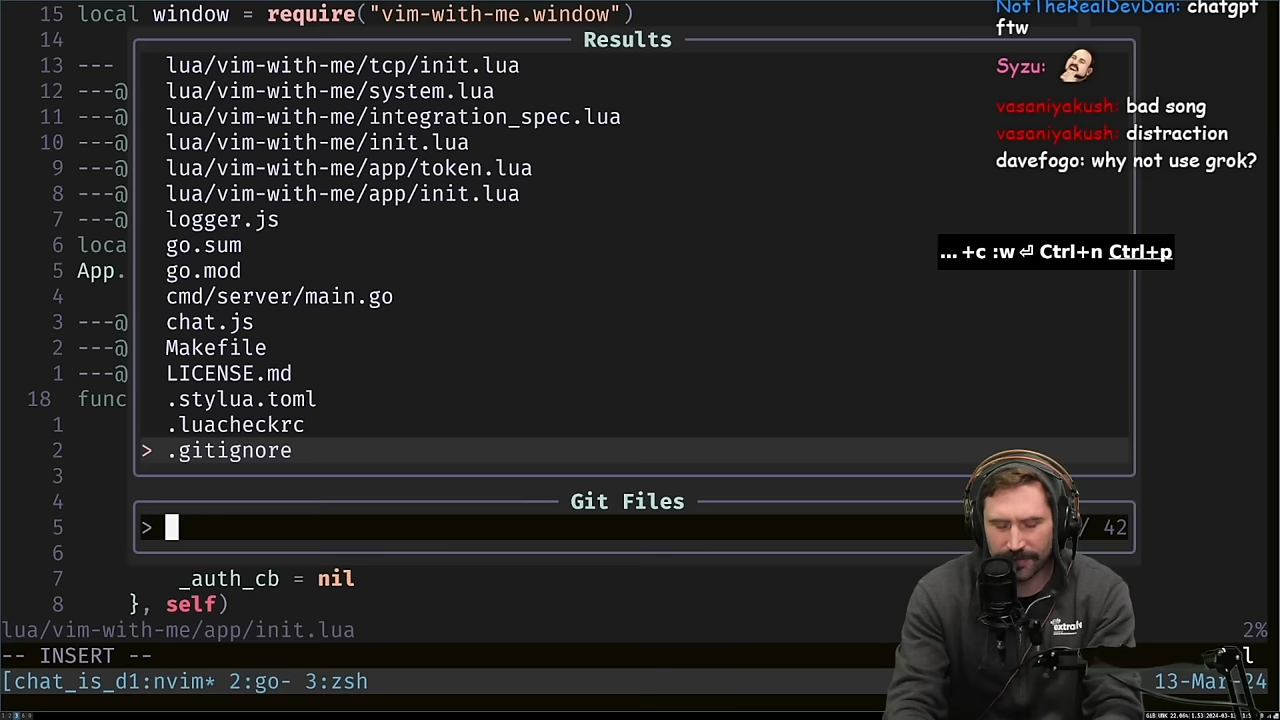 15 local window = require("vim-with-me.window")
14
Results
13 ---
lua/vim-with-me/tcp/init.lua
12 ---@
lua/vim-with-me/system.lua
11 ---@
lua/vim-with-me/integration_spec.lua
10 ---@
lua/vim-with-me/init.lua
9 ---@
lua/vim-with-me/app/token.lua
8 ---@
lua/vim-with-me/app/init.lua
7 ---@
logger.js
6 loca
go.sum
5 App.
go.mod
4
cmd/server/main.go
3 ---@
chat.js
2 ---@
Makefile
1 ---@
LICENSE.md
18 func
.stylua.toml
1
.luacheckrc
2
> .gitignore
3
4
Git Files
5
>
/ 42
6
7 _auth_cb = nil
8 }, self)
lua/vim-with-me/app/init.lua
2%
-- INSERT --
[chat_is_d1:nvim* 2:go- 3:zsh
13-Mar-24
NotTheRealDevDan: chatgpt
ftw
Syzu:
vasaniyakush: bad song
vasaniyakush: distraction
davefogo: why not use grok?
... +c :w⏎ Ctrl+n Ctrl+p